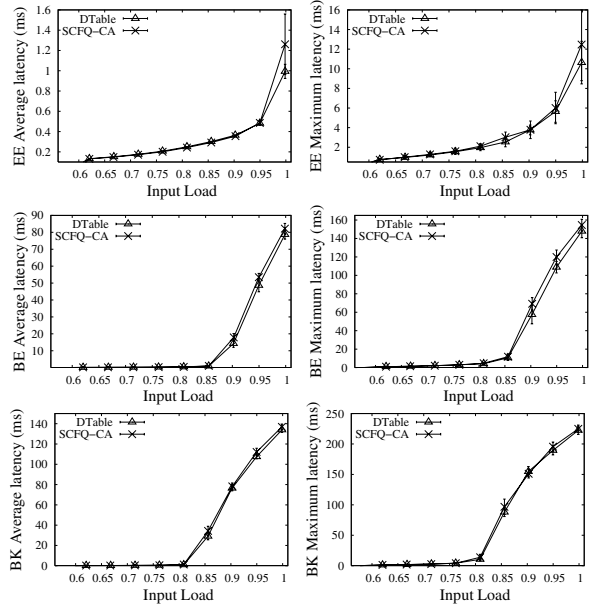 EE Average latency (ms)
1.6
1.4
1.2
1
0.8
0.6
0.4
0.2
DTable
SCFQ-CA
0.6 0.65 0.7 0.75 0.8 0.85 0.9 0.95 1
Input Load
EE Maximum latency (ms)
16
14
12
10
8
6
4
2
DTable
SCFQ-CA
0.6 0.65 0.7 0.75 0.8 0.85 0.9 0.95 1
Input Load
BE Average latency (ms)
90
80
70
60
50
40
30
20
10
DTable
SCFQ-CA
0.6 0.65 0.7 0.75 0.8 0.85 0.9 0.95 1
Input Load
BE Maximum latency (ms)
160
140
120
100
80
60
40
20
0
DTable
SCFQ-CA
0.6 0.65 0.7 0.75 0.8 0.85 0.9 0.95 1
Input Load
BK Average latency (ms)
140
120
100
80
60
40
20
0
DTable
SCFQ-CA
0.6 0.65 0.7 0.75 0.8 0.85 0.9 0.95 1
Input Load
BK Maximum latency (ms)
250
200
150
100
50
0
DTable
SCFQ-CA
0.6 0.65 0.7 0.75 0.8 0.85 0.9 0.95 1
Input Load